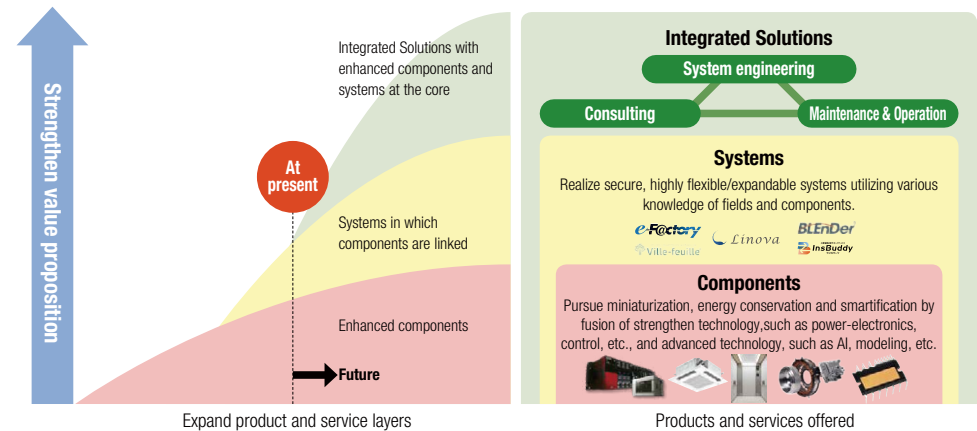 Strengthen value proposition
Integrated Solutions with
enhanced components and
systems at the core
At
present
Systems in which
components are linked
Enhanced components
Future
Expand product and service layers
Integrated Solutions
System engineering
Consulting
Maintenance & Operation
Systems
Realize secure, highly flexible/expandable systems utilizing various
knowledge of fields and components.
e-F@ctory
Linova
BLEnDer
Ville-feuille
InsBuddy
Components
Pursue miniaturization, energy conservation and smartification by
fusion of strengthen technology,such as power-electronics,
control, etc., and advanced technology, such as AI, modeling, etc.
Products and services offered